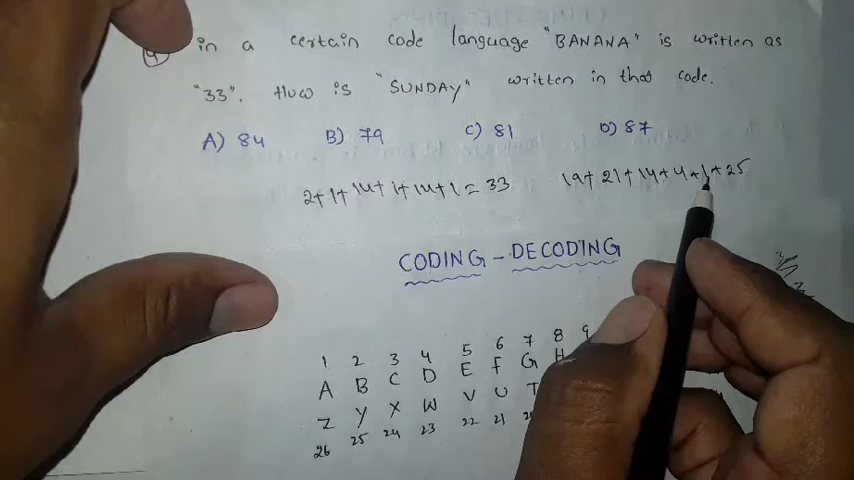 in a certain code language "BANANA" is written as
"33". How is "SUNDAY" written in that code.
A) 84 B) 79 C) 81 D) 87
2+1+14+1+14+1 = 33 19+21+14+4+1+25
CODING - DECODING
1 2 3 4 5 6 7 8 9
A B C D E F G H
Z Y X W V U T
26 25 24 23 22 21